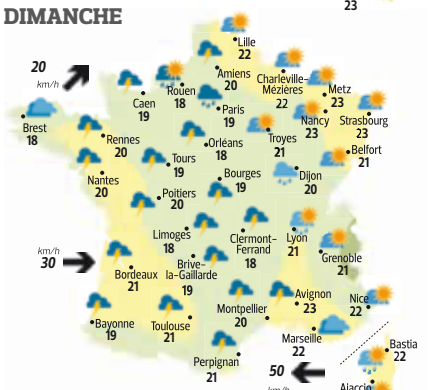 23
DIMANCHE
Lille
22
20
km/h
Amiens
20
Charleville-
Mézières
22
Metz
23
Rouen
18
Caen
19
Paris
19
Nancy
23
Strasbourg
23
Brest
18
Rennes
20
Orléans
18
Troyes
21
Belfort
21
Tours
19
Nantes
20
Bourges
19
Dijon
20
Poitiers
20
Limoges
18
Clermont-
Ferrand
18
Lyon
21
km/h
30
Grenoble
21
Bordeaux
21
Brive-
la-Gaillarde
19
Avignon
23
Nice
22
Montpellier
20
Bayonne
19
Toulouse
21
Marseille
22
Bastia
22
Perpignan
21
50
km/h
Ajaccio